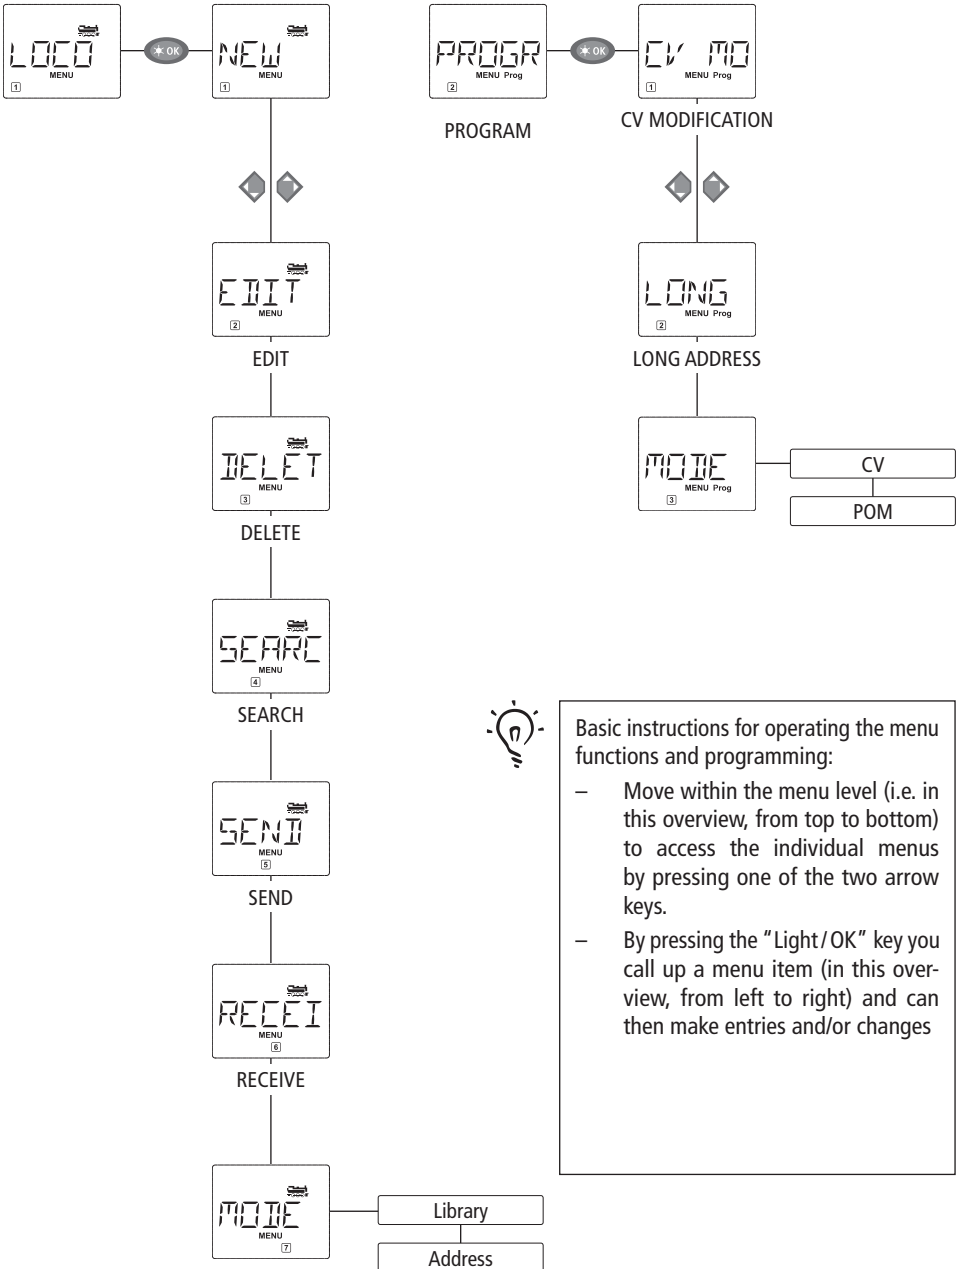 LOCO
MENU
1
✶ OK
NEW
MENU
1
EDIT
MENU
2
EDIT
DELET
MENU
3
DELETE
SEARC
MENU
4
SEARCH
SEND
MENU
5
SEND
RECEI
MENU
6
RECEIVE
MODE
MENU
7
Library
Address
PROGR
MENU Prog
2
PROGRAM
✶ OK
CV MO
MENU Prog
1
CV MODIFICATION
LONG
MENU Prog
2
LONG ADDRESS
MODE
MENU Prog
3
CV
POM
Basic instructions for operating the menu
functions and programming:
– Move within the menu level (i.e. in
this overview, from top to bottom)
to access the individual menus
by pressing one of the two arrow
keys.
– By pressing the "Light/OK" key you
call up a menu item (in this over-
view, from left to right) and can
then make entries and/or changes